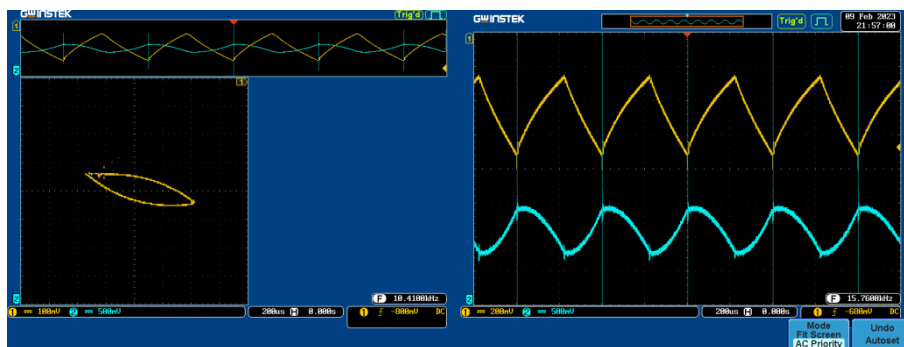 GWINSTEK
Trig'd
1
2
1
2
F 10.4100kHz
1 100mV 2 500mV 200us H 0.000s 1 -800mV DC
GWINSTEK
Trig'd
09 Feb 2023
21:57:00
1
2
F 15.7600kHz
1 200mV 2 500mV 200us H 0.000s 1 -600mV DC
Mode
Fit Screen
AC Priority
Undo
Autoset